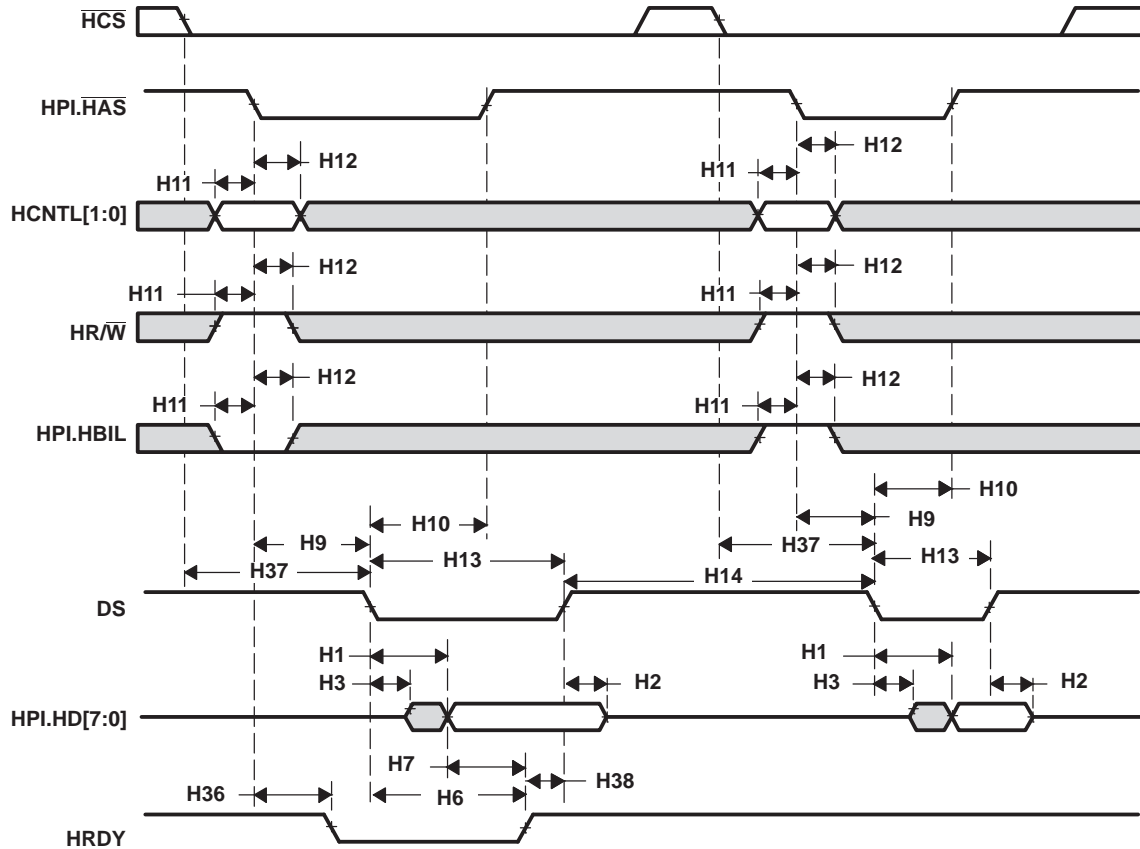 HCS
HPI.HAS
H12 H12
H11 H11
HCNTL[1:0]
H12 H12
H11 H11
HR/W
H12 H12
H11 H11
HPI.HBIL
H10
H10 H9
H9
H37 H13 H37 H13
H14
DS
H1 H1
H3 H2 H3 H2
HPI.HD[7:0]
H7 H38
H36 H6
HRDY